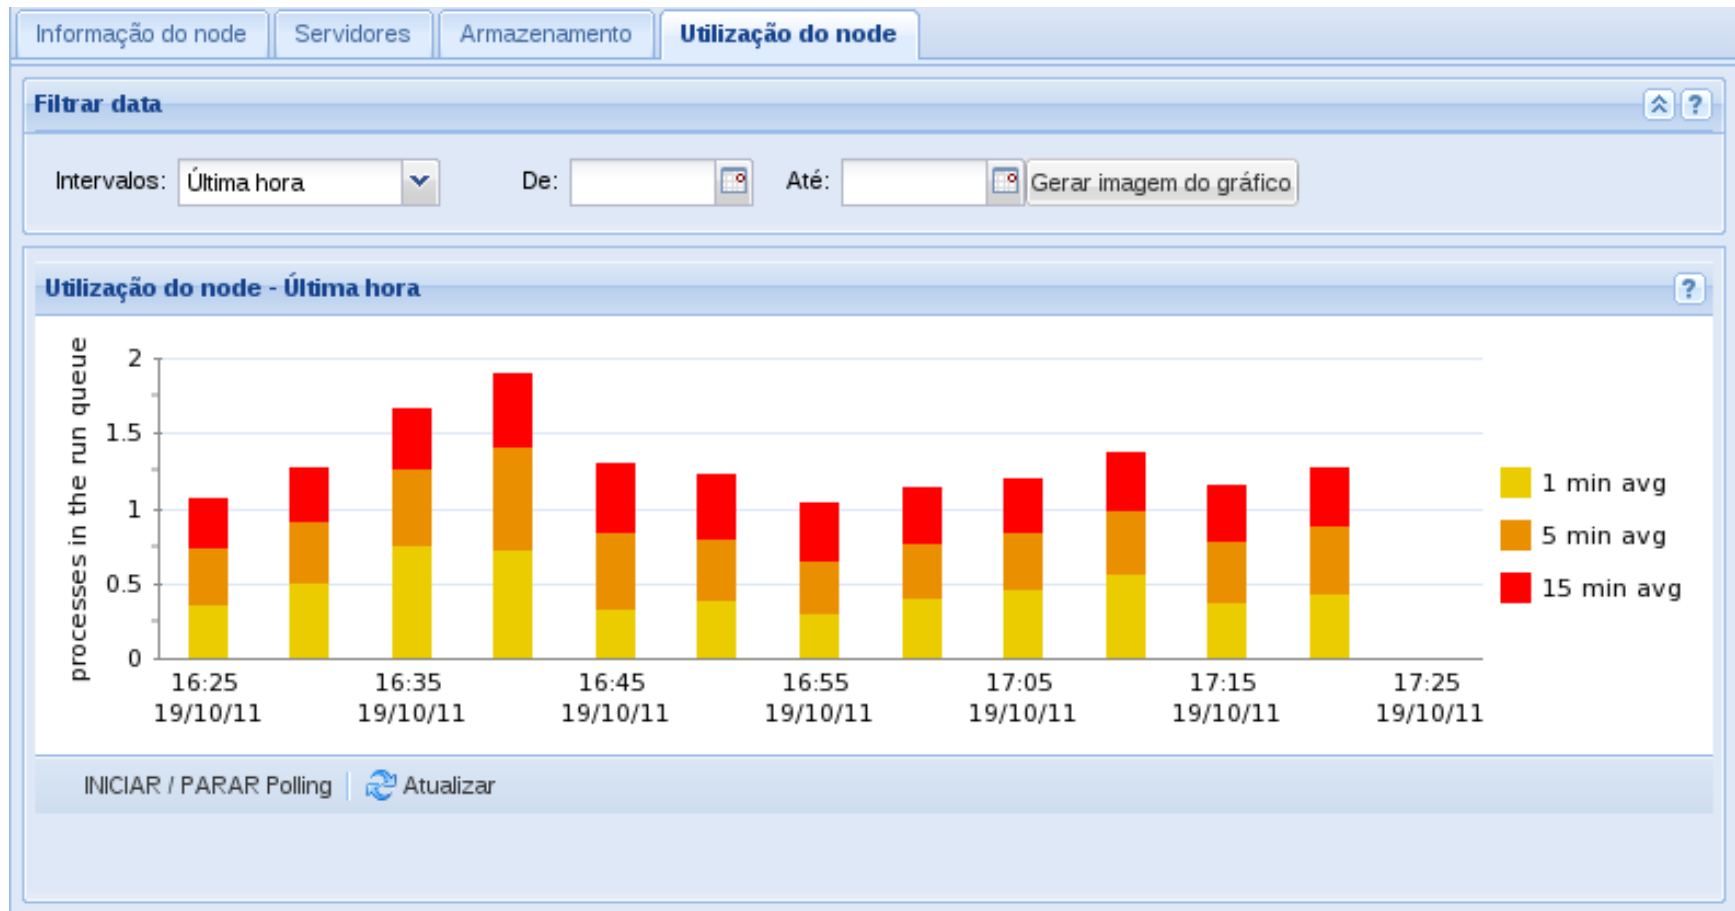 Informação do node Servidores Armazenamento Utilização do node
Filtrar data
?
Intervalos: Última hora De: Até: Gerar imagem do gráfico
Utilização do node - Última hora
?
processes in the run queue
2
1.5
1
0.5
0
1 min avg
5 min avg
15 min avg
16:25 16:35 16:45 16:55 17:05 17:15 17:25
19/10/11 19/10/11 19/10/11 19/10/11 19/10/11 19/10/11 19/10/11
INICIAR / PARAR Polling Atualizar